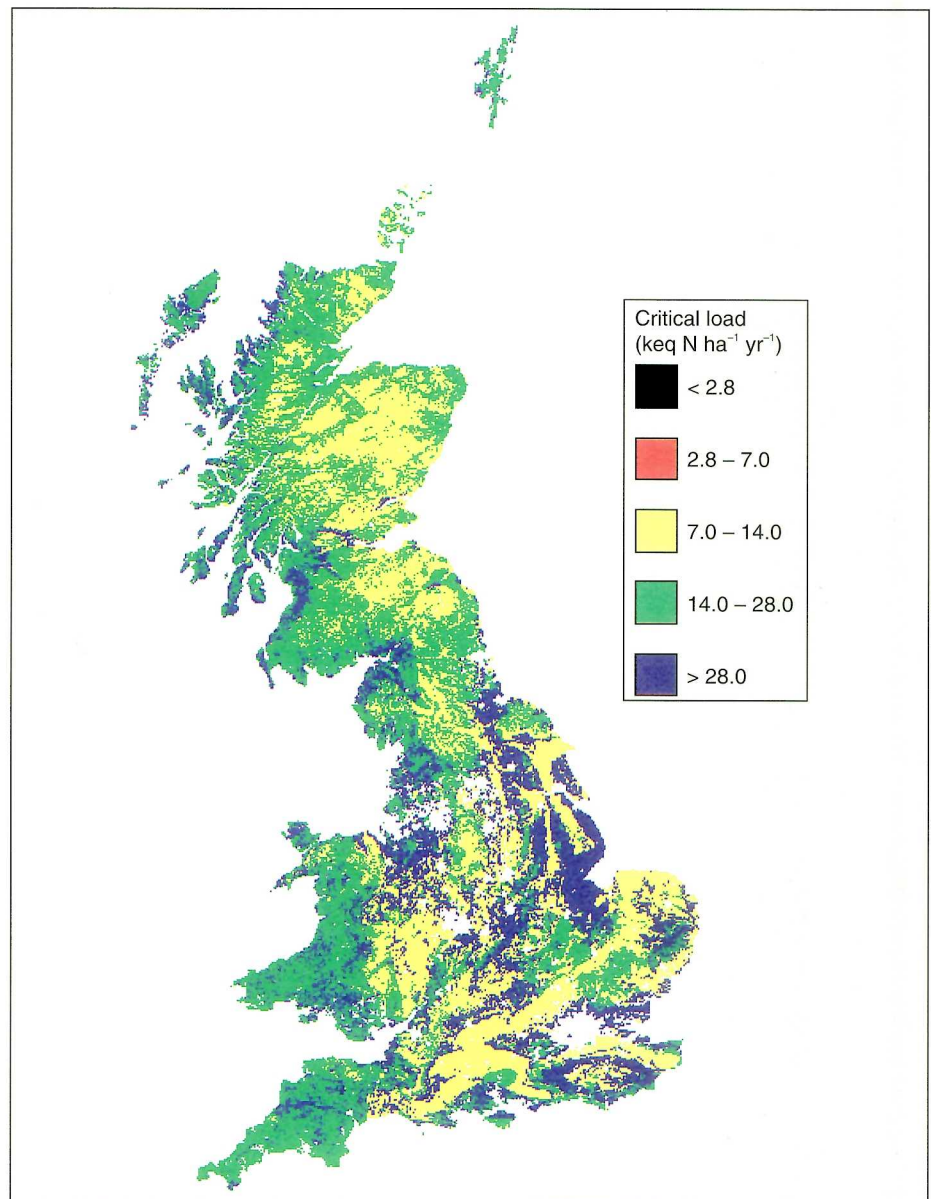 Critical load
(keq N ha⁻¹ yr⁻¹)
< 2.8
2.8 – 7.0
7.0 – 14.0
14.0 – 28.0
> 28.0